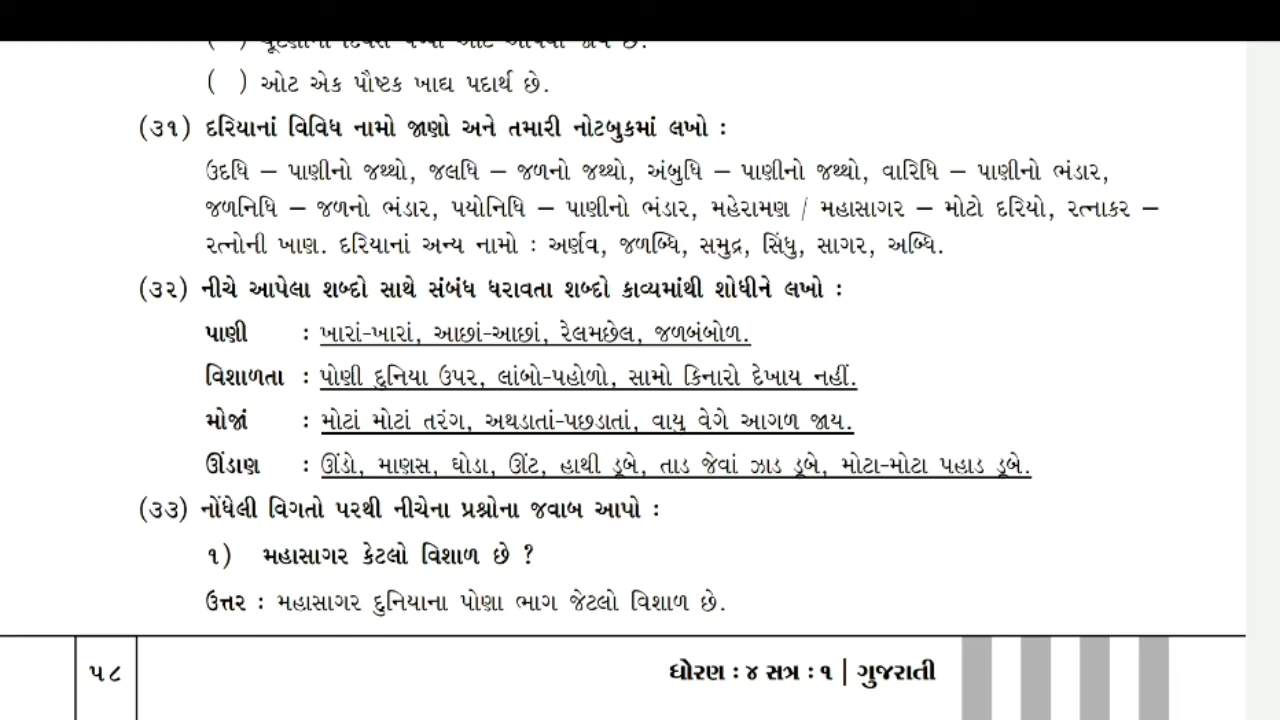 ( ) ઓટ એક પૌષ્ટક ખાદ્ય પદાર્થ છે.
(૩૧) દરિયાનાં વિવિધ નામો જાણો અને તમારી નોટબુકમાં લખો :
ઉદધિ – પાણીનો જથ્થો, જલધિ – જળનો જથ્થો, અંબુધિ – પાણીનો જથ્થો, વારિધિ – પાણીનો ભંડાર,
જળનિધિ – જળનો ભંડાર, પયોનિધિ – પાણીનો ભંડાર, મહેરામણ / મહાસાગર – મોટો દરિયો, રત્નાકર –
રત્નોની ખાણ. દરિયાનાં અન્ય નામો : અર્ણવ, જળબ્ધિ, સમુદ્ર, સિંધુ, સાગર, અબ્ધિ.
(૩૨) નીચે આપેલા શબ્દો સાથે સંબંધ ધરાવતા શબ્દો કાવ્યમાંથી શોધીને લખો :
પાણી : ખારાં-ખારાં, આછાં-આછાં, રેલમછેલ, જળબંબોળ.
વિશાળતા : પોણી દુનિયા ઉપર, લાંબો-પહોળો, સામો કિનારો દેખાય નહીં.
મોજાં : મોટાં મોટાં તરંગ, અથડાતાં-પછડાતાં, વાયુ વેગે આગળ જાય.
ઊંડાણ : ઊંડો, માણસ, ઘોડા, ઊંટ, હાથી ડૂબે, તાડ જેવાં ઝાડ ડૂબે, મોટા-મોટા પહાડ ડૂબે.
(૩૩) નોંધેલી વિગતો પરથી નીચેના પ્રશ્નોના જવાબ આપો :
૧) મહાસાગર કેટલો વિશાળ છે ?
ઉત્તર : મહાસાગર દુનિયાના પોણા ભાગ જેટલો વિશાળ છે.
૫૮
ધોરણ : ૪ સત્ર : ૧ | ગુજરાતી